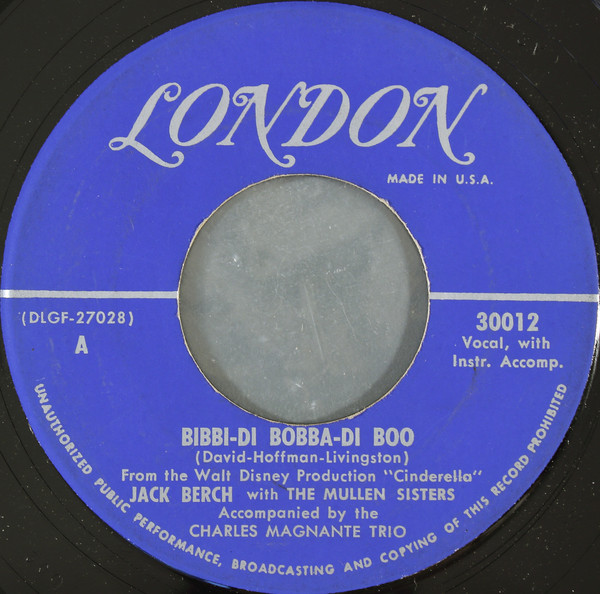 LONDON
MADE IN U.S.A.
(DLGF-27028)
A
30012
Vocal, with
Instr. Accomp.
BIBBI-DI BOBBA-DI BOO
(David-Hoffman-Livingston)
From the Walt Disney Production "Cinderella"
JACK BERCH with THE MULLEN SISTERS
Accompanied by the
CHARLES MAGNANTE TRIO
UNAUTHORIZED PUBLIC PERFORMANCE, BROADCASTING AND COPYING OF THIS RECORD PROHIBITED